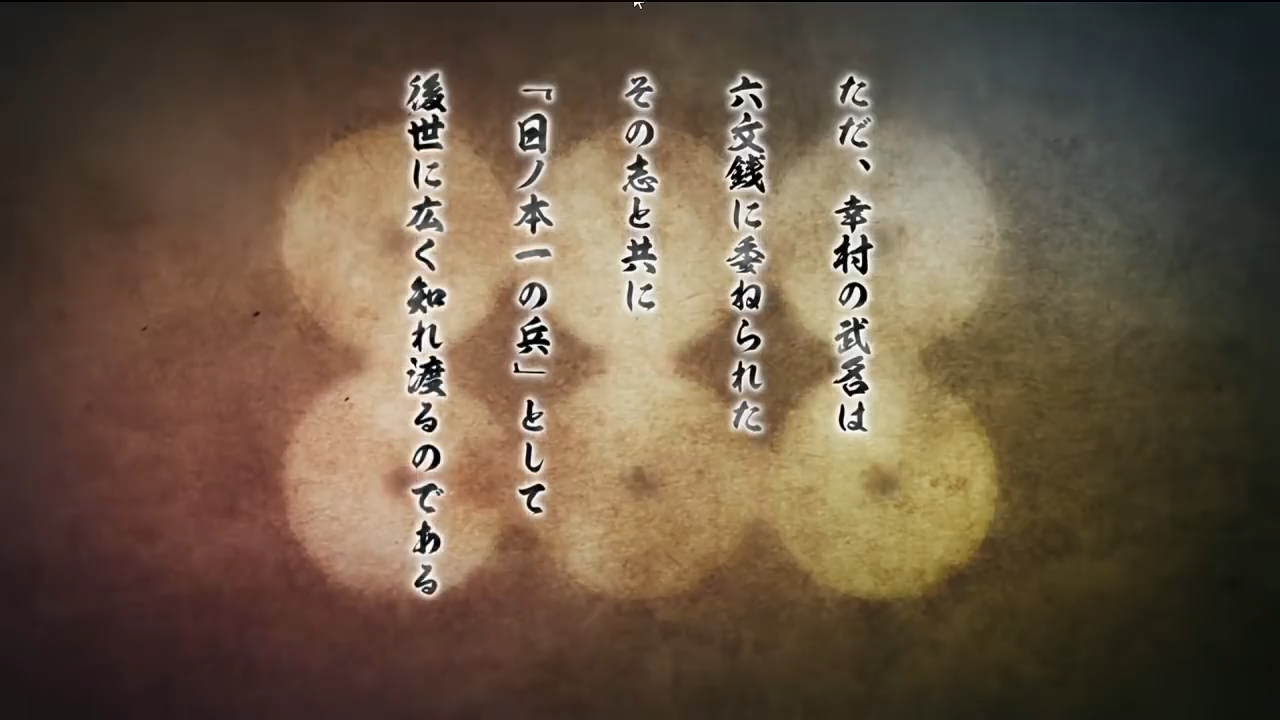 ただ、幸村の武名は
六文銭に委ねられた
その志と共に
「日ノ本一の兵」として
後世に広く知れ渡るのである